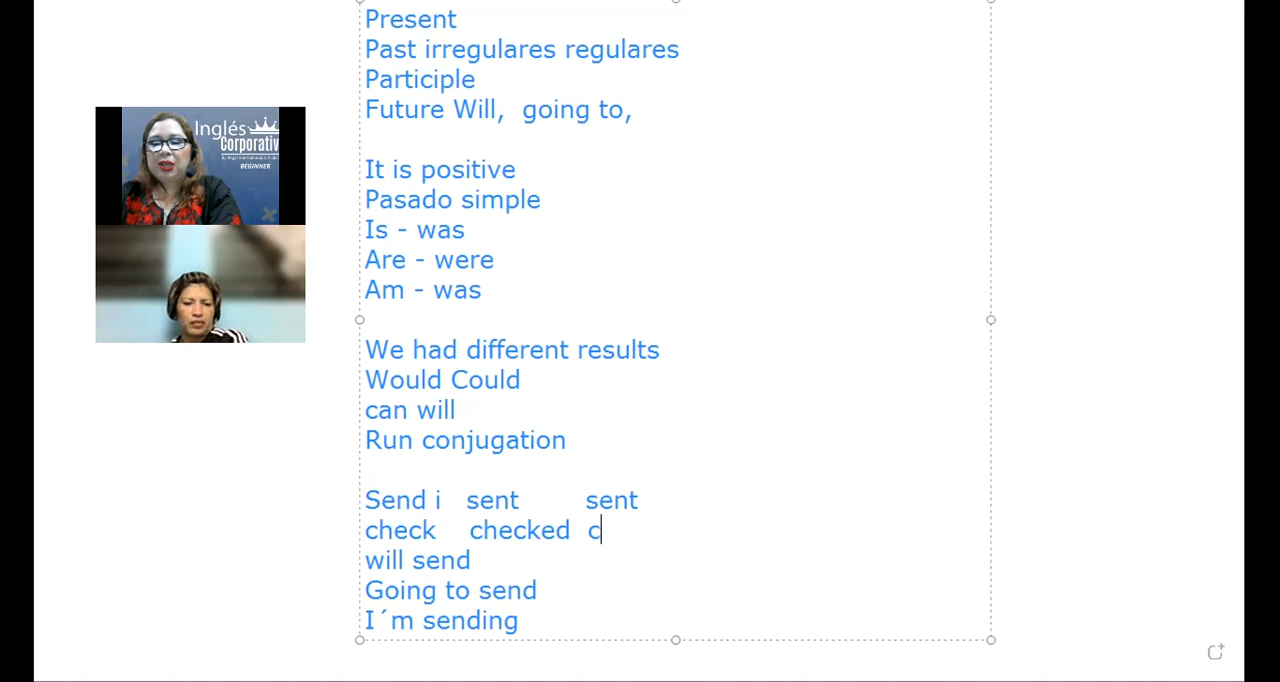 Present
Past irregulares regulares
Participle
Future Will, going to,
It is positive
Pasado simple
Is - was
Are - were
Am - was
We had different results
Would Could
can will
Run conjugation
Send i sent sent
check checked c
will send
Going to send
I´m sending
Inglés
Corporativ
BEGINNER